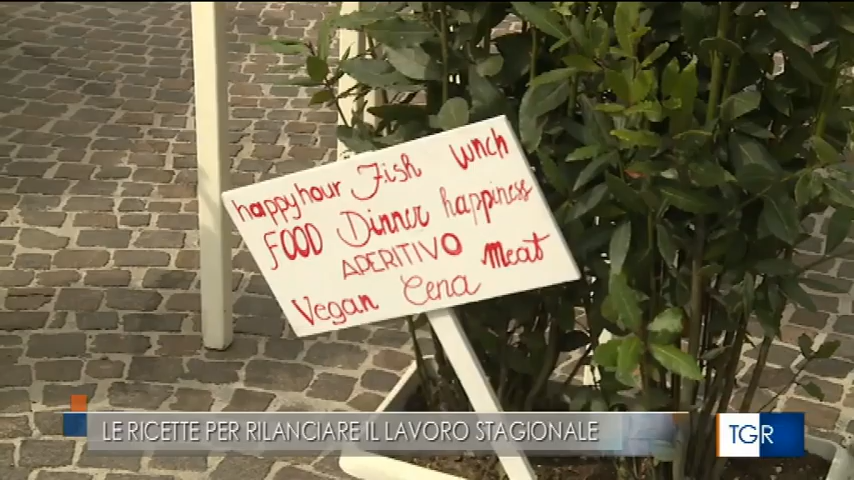 happy hour Fish lunch
FOOD Dinner happiness
APERITIVO Meat
Vegan Cena
LE RICETTE PER RILANCIARE IL LAVORO STAGIONALE
TGR